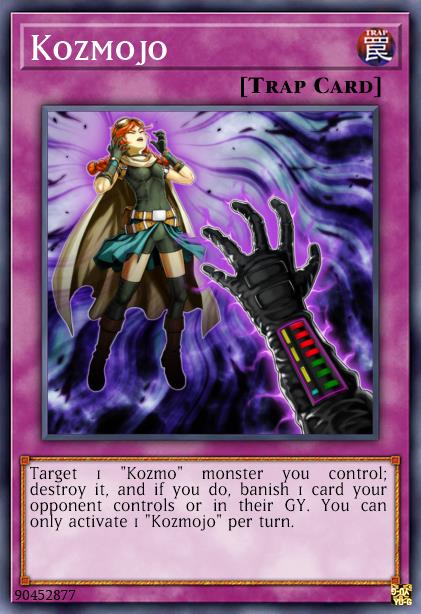 Kozmojo
TRAP
罠
[Trap Card]
Target 1 "Kozmo" monster you control;
destroy it, and if you do, banish 1 card your
opponent controls or in their GY. You can
only activate 1 "Kozmojo" per turn.
90452877